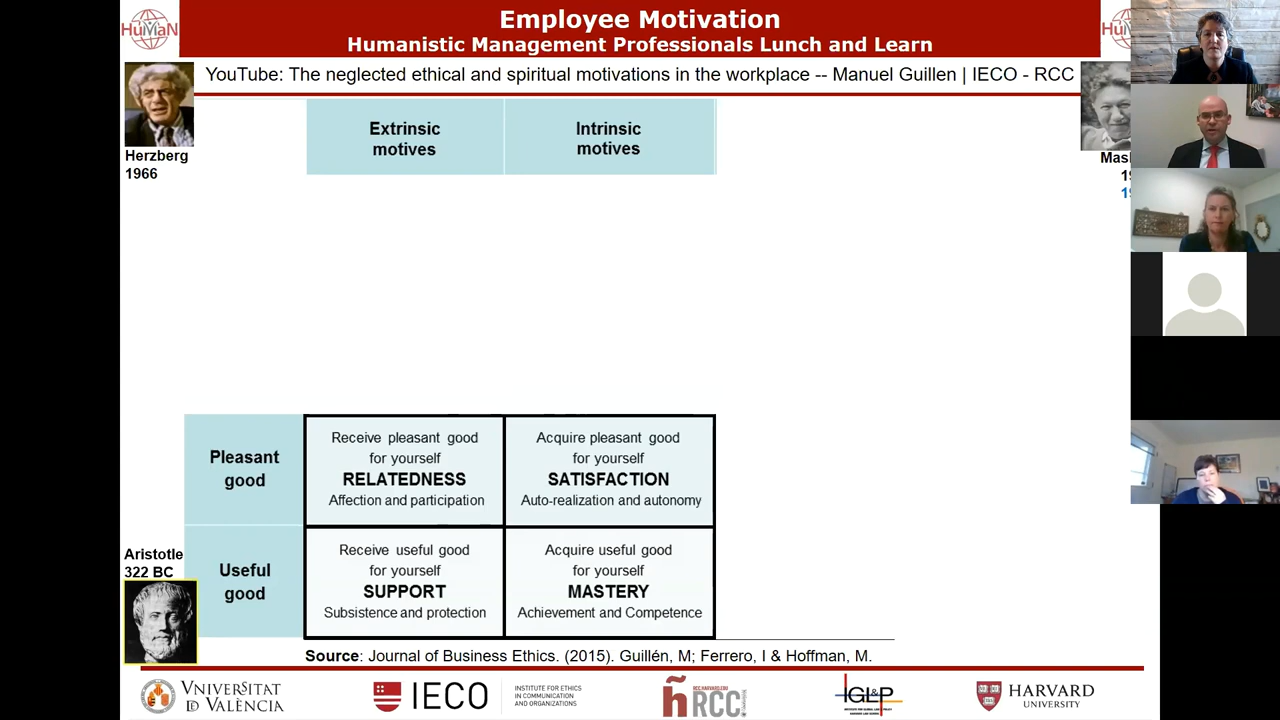 HuMaN
Employee Motivation
Humanistic Management Professionals Lunch and Learn
YouTube: The neglected ethical and spiritual motivations in the workplace -- Manuel Guillen | IECO - RCC
Herzberg
1966
Extrinsic
motives
Intrinsic
motives
Pleasant
good
Receive pleasant good
for yourself
RELATEDNESS
Affection and participation
Acquire pleasant good
for yourself
SATISFACTION
Auto-realization and autonomy
Aristotle
322 BC
Useful
good
Receive useful good
for yourself
SUPPORT
Subsistence and protection
Acquire useful good
for yourself
MASTERY
Achievement and Competence
Source: Journal of Business Ethics. (2015). Guillén, M; Ferrero, I & Hoffman, M.
VNIVERSITAT
ID VALÈNCIA
IECO
INSTITUTE FOR ETHICS
IN COMMUNICATION
AND ORGANIZATIONS
RCC.HARVARD.EDU
RCC
IGL&P
HARVARD
UNIVERSITY